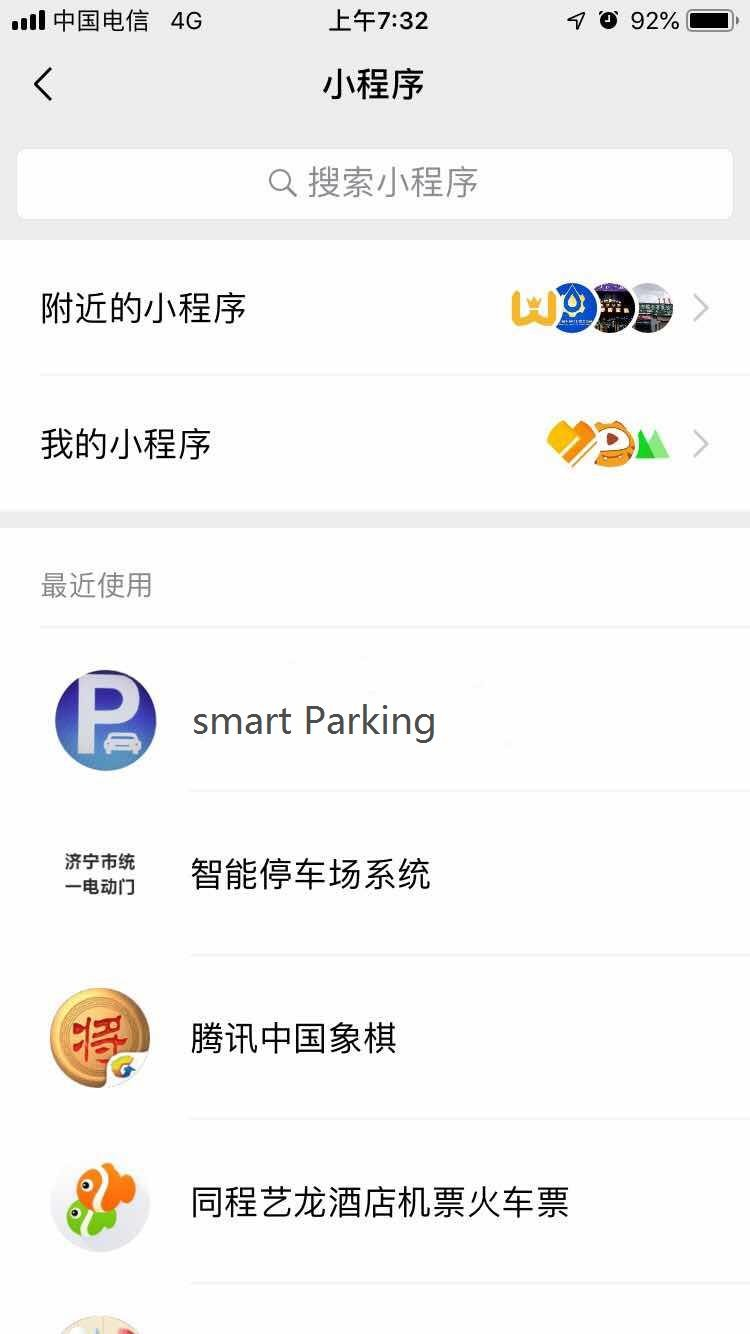 中国电信 4G
上午7:32
92%
小程序
搜索小程序
附近的小程序
我的小程序
最近使用
P
smart Parking
济宁市统
一电动门
智能停车场系统
将
腾讯中国象棋
同程艺龙酒店机票火车票